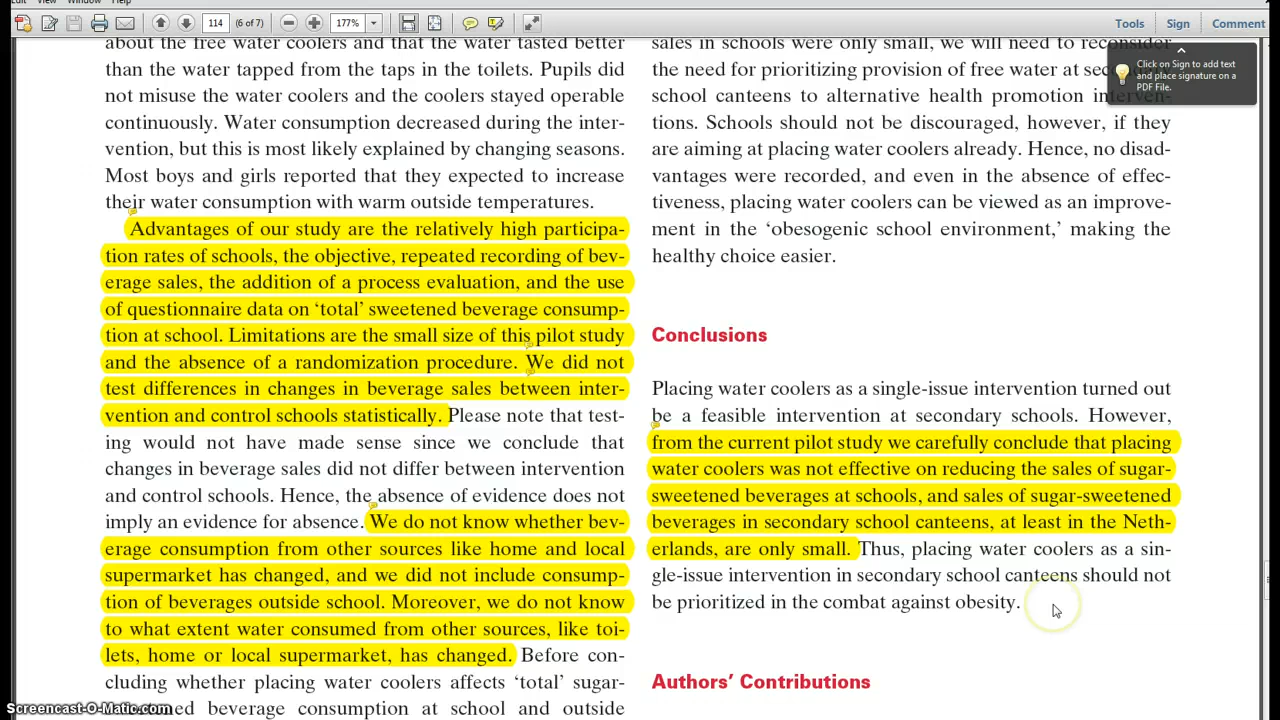 Edit View Window Help
114 (6 of 7) 177% Tools Sign Comment
Click on Sign to add text
and place signature on a
PDF File.
about the free water coolers and that the water tasted better
than the water tapped from the taps in the toilets. Pupils did
not misuse the water coolers and the coolers stayed operable
continuously. Water consumption decreased during the inter-
vention, but this is most likely explained by changing seasons.
Most boys and girls reported that they expected to increase
their water consumption with warm outside temperatures.
Advantages of our study are the relatively high participa-
tion rates of schools, the objective, repeated recording of bev-
erage sales, the addition of a process evaluation, and the use
of questionnaire data on ‘total’ sweetened beverage consump-
tion at school. Limitations are the small size of this pilot study
and the absence of a randomization procedure. We did not
test differences in changes in beverage sales between inter-
vention and control schools statistically. Please note that test-
ing would not have made sense since we conclude that
changes in beverage sales did not differ between intervention
and control schools. Hence, the absence of evidence does not
imply an evidence for absence. We do not know whether bev-
erage consumption from other sources like home and local
supermarket has changed, and we did not include consump-
tion of beverages outside school. Moreover, we do not know
to what extent water consumed from other sources, like toi-
lets, home or local supermarket, has changed. Before con-
cluding whether placing water coolers affects ‘total’ sugar-
ed beverage consumption at school and outside
sales in schools were only small, we will need to reconsider
the need for prioritizing provision of free water at sec
school canteens to alternative health promotion interven-
tions. Schools should not be discouraged, however, if they
are aiming at placing water coolers already. Hence, no disad-
vantages were recorded, and even in the absence of effec-
tiveness, placing water coolers can be viewed as an improve-
ment in the ‘obesogenic school environment,’ making the
healthy choice easier.
Conclusions
Placing water coolers as a single-issue intervention turned out
be a feasible intervention at secondary schools. However,
from the current pilot study we carefully conclude that placing
water coolers was not effective on reducing the sales of sugar-
sweetened beverages at schools, and sales of sugar-sweetened
beverages in secondary school canteens, at least in the Neth-
erlands, are only small. Thus, placing water coolers as a sin-
gle-issue intervention in secondary school canteens should not
be prioritized in the combat against obesity.
Authors’ Contributions
Screencast-O-Matic.com